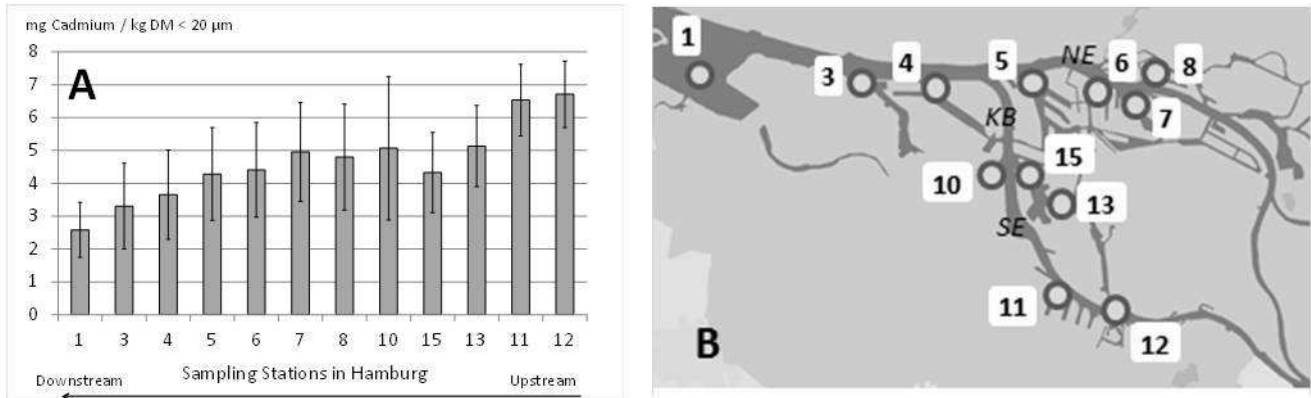 mg Cadmium / kg DM < 20 µm
A
8
7
6
5
4
3
2
1
0
1 3 4 5 6 7 8 10 15 13 11 12
Downstream Sampling Stations in Hamburg Upstream
1
3
4
5
NE
6
8
7
KB
10
15
13
SE
11
12
B